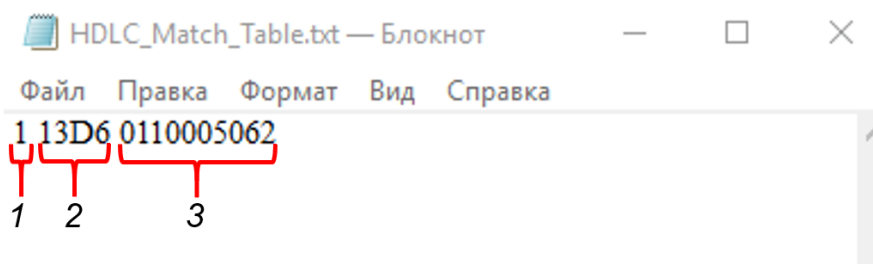 HDLC_Match_Table.txt — Блокнот
Файл Правка Формат Вид Справка
1 13D6 0110005062
1 2 3